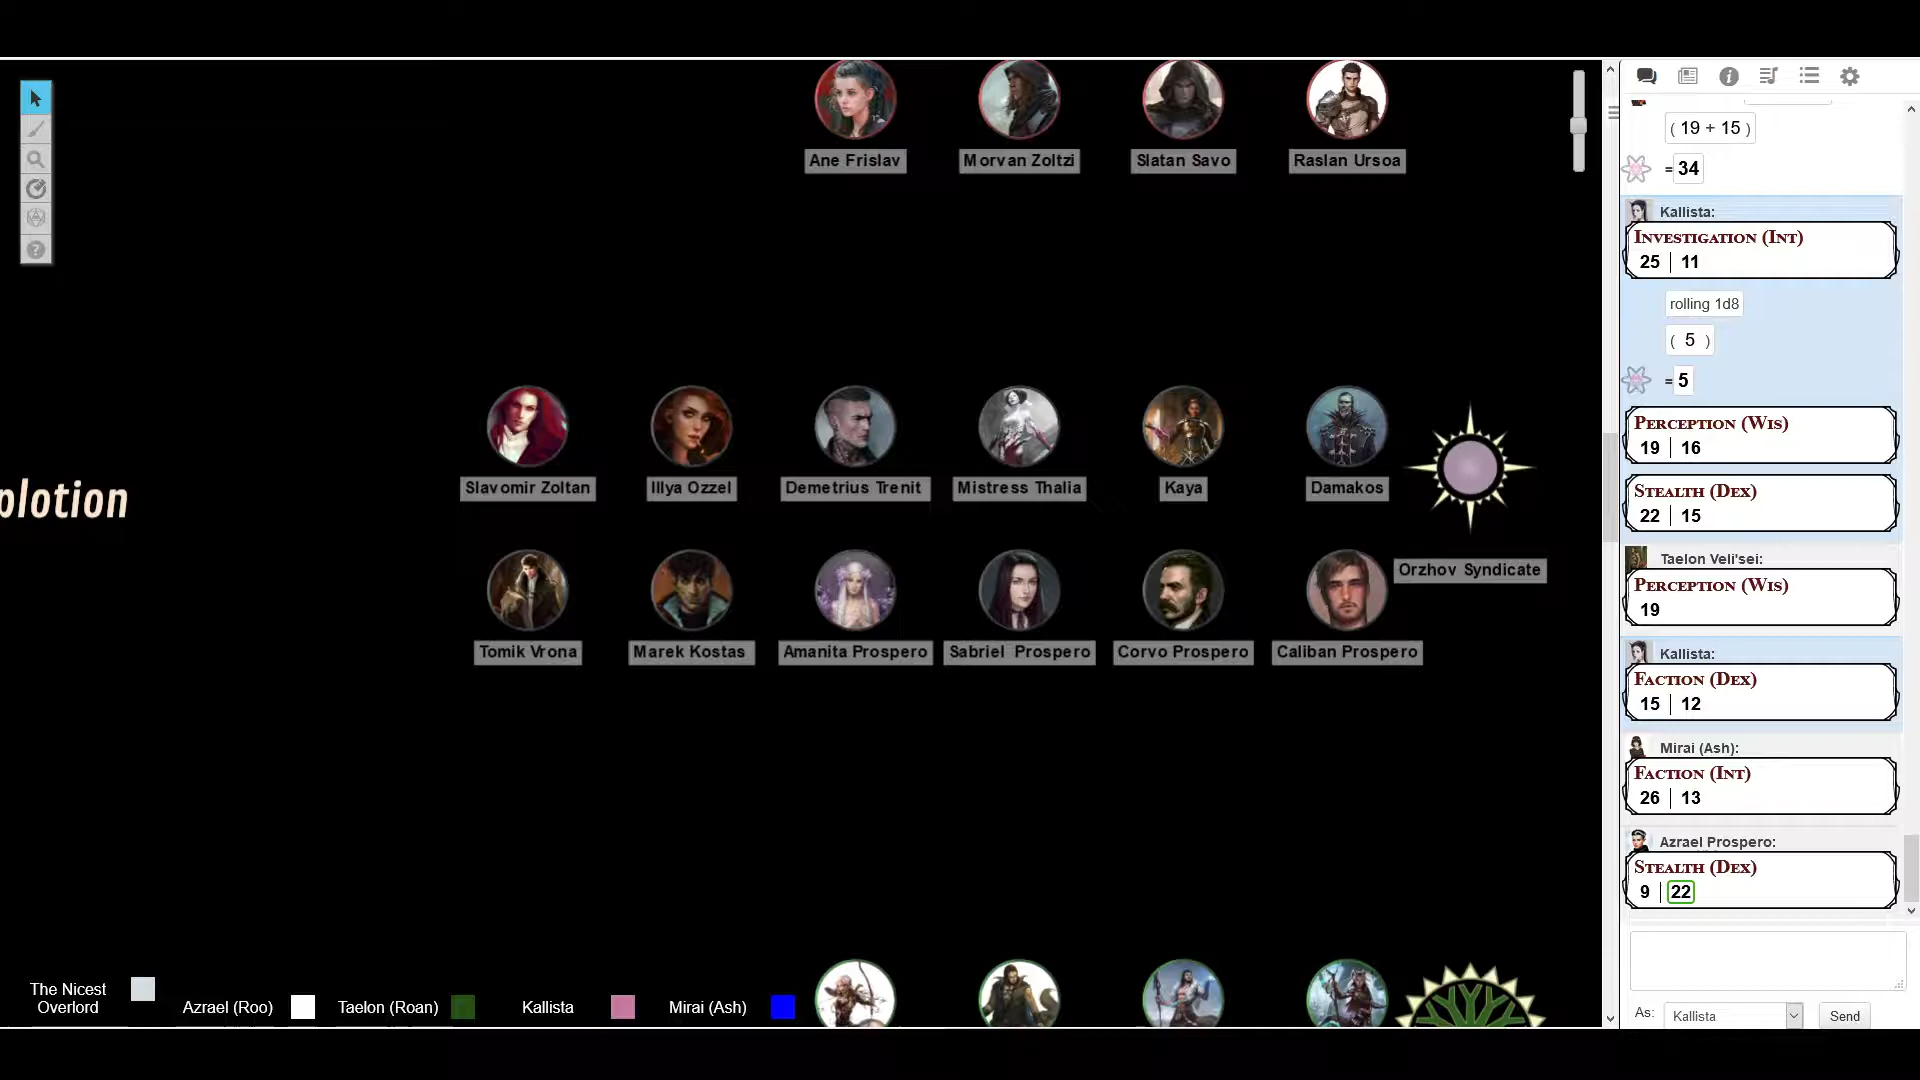 Ane Frislav
Morvan Zoltzi
Slatan Savo
Raslan Ursoa
plotion
Slavomir Zoltan
Illya Ozzel
Demetrius Trenit
Mistress Thalia
Kaya
Damakos
Tomik Vrona
Marek Kostas
Amanita Prospero
Sabriel Prospero
Corvo Prospero
Caliban Prospero
Orzhov Syndicate
The Nicest
Overlord
Azrael (Roo)
Taelon (Roan)
Kallista
Mirai (Ash)
( 19 + 15 )
= 34
Kallista:
Investigation (Int)
25 | 11
rolling 1d8
( 5 )
= 5
Perception (Wis)
19 | 16
Stealth (Dex)
22 | 15
Taelon Veli'sei:
Perception (Wis)
19
Kallista:
Faction (Dex)
15 | 12
Mirai (Ash):
Faction (Int)
26 | 13
Azrael Prospero:
Stealth (Dex)
9 | 22
As:
Kallista
Send